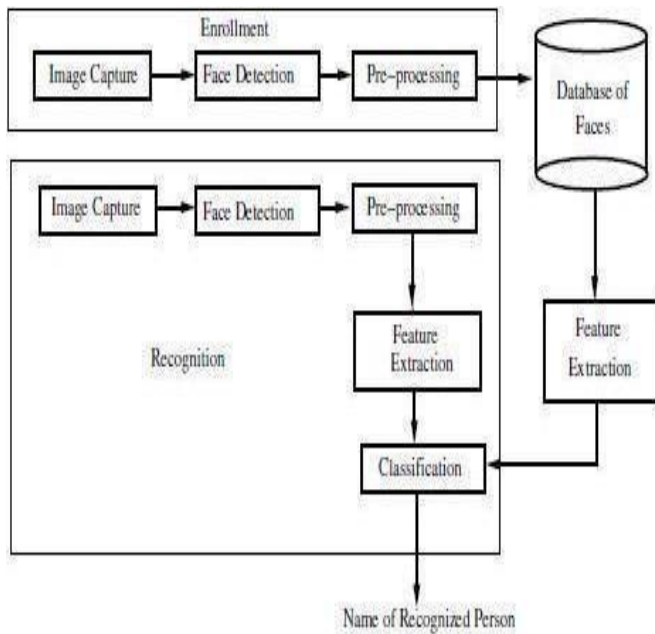 Enrollment
Image Capture
Face Detection
Pre-processing
Database of
Faces
Image Capture
Face Detection
Pre-processing
Feature
Extraction
Feature
Extraction
Recognition
Classification
Name of Recognized Person